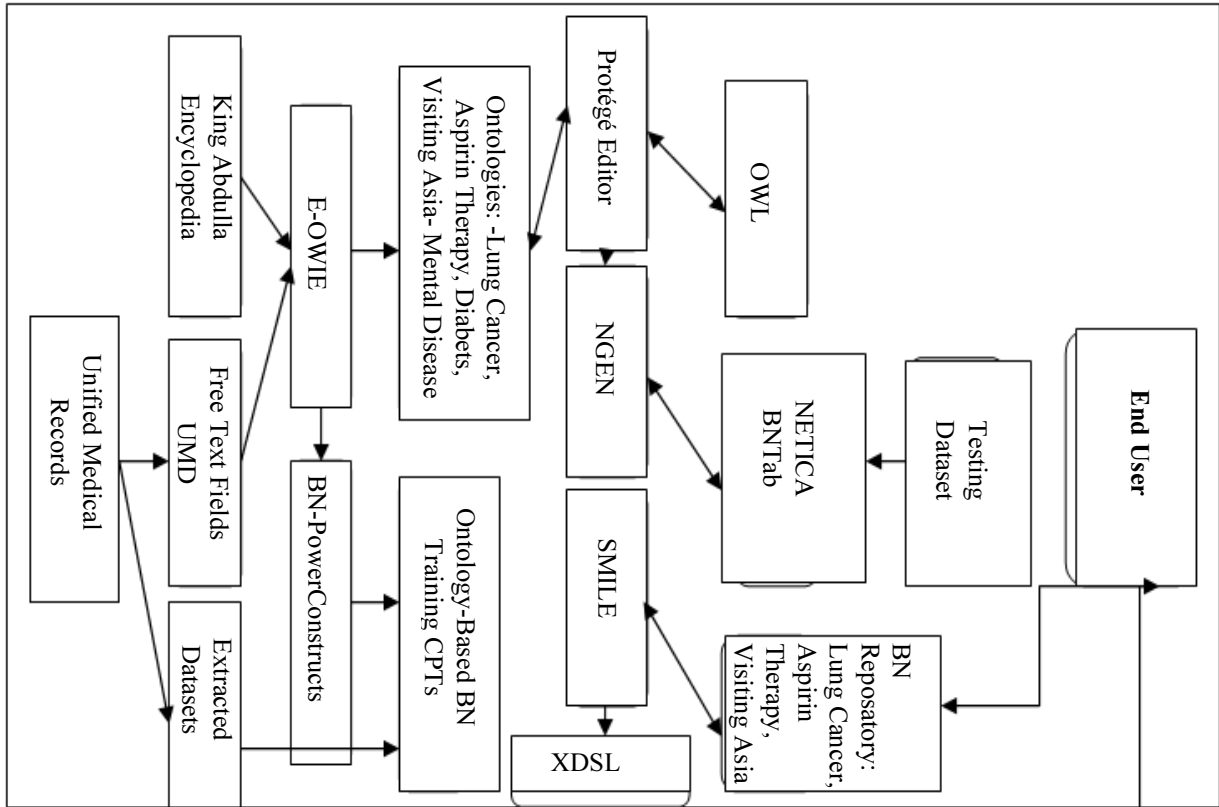 End User
Testing
Dataset
BN
Reposatory:
Lung Cancer,
Aspirin
Therapy,
Visiting Asia
OWL
NETICA
BNTab
XDSL
Protégé Editor
NGEN
SMILE
Ontologies: -Lung Cancer,
Aspirin Therapy, Diabets,
Visiting Asia- Mental Disease
Ontology-Based BN
Training CPTs
E-OWIE
BN-PowerConstructs
King Abdulla
Encyclopedia
Free Text Fields
UMD
Extracted
Datasets
Unified Medical
Records